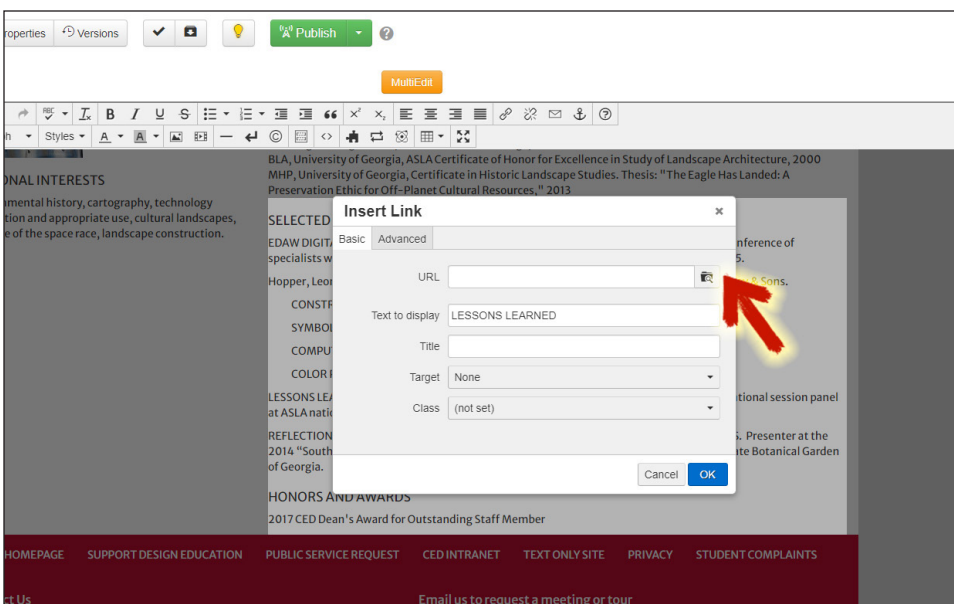 roperties Versions Publish
MultiEdit
Styles
BLA, University of Georgia, ASLA Certificate of Honor for Excellence in Study of Landscape Architecture, 2000
ONAL INTERESTS
MHP, University of Georgia, Certificate in Historic Landscape Studies. Thesis: "The Eagle Has Landed: A
Preservation Ethic for Off-Planet Cultural Resources," 2013
nmental history, cartography, technology
tion and appropriate use, cultural landscapes,
e of the space race, landscape construction.
SELECTED
EDAW DIGIT
nference of
specialists w
5.
Hopper, Leon
& Sons.
CONSTR
SYMBOL
COMPU
COLOR
LESSONS LEA
tional session panel
at ASLA natio
REFLECTION
S. Presenter at the
2014 “South
ate Botanical Garden
of Georgia.
Insert Link
Basic Advanced
URL
Text to display LESSONS LEARNED
Title
Target None
Class (not set)
Cancel OK
HONORS AND AWARDS
2017 CED Dean's Award for Outstanding Staff Member
HOMEPAGE SUPPORT DESIGN EDUCATION PUBLIC SERVICE REQUEST CED INTRANET TEXT ONLY SITE PRIVACY STUDENT COMPLAINTS
ct Us Email us to request a meeting or tour